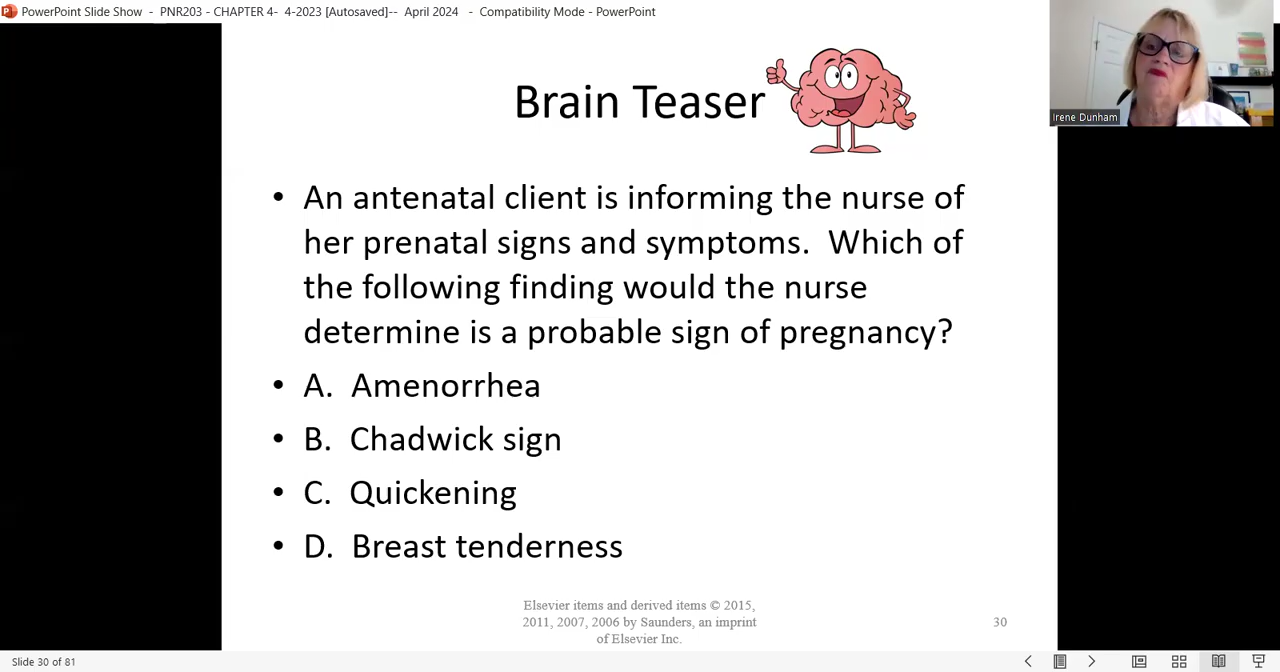 PowerPoint Slide Show - PNR203 - CHAPTER 4- 4-2023 [Autosaved]-- April 2024 - Compatibility Mode - PowerPoint
Brain Teaser
Irene Dunham
• An antenatal client is informing the nurse of
her prenatal signs and symptoms. Which of
the following finding would the nurse
determine is a probable sign of pregnancy?
• A. Amenorrhea
• B. Chadwick sign
• C. Quickening
• D. Breast tenderness
Elsevier items and derived items © 2015,
2011, 2007, 2006 by Saunders, an imprint
of Elsevier Inc.
30
Slide 30 of 81